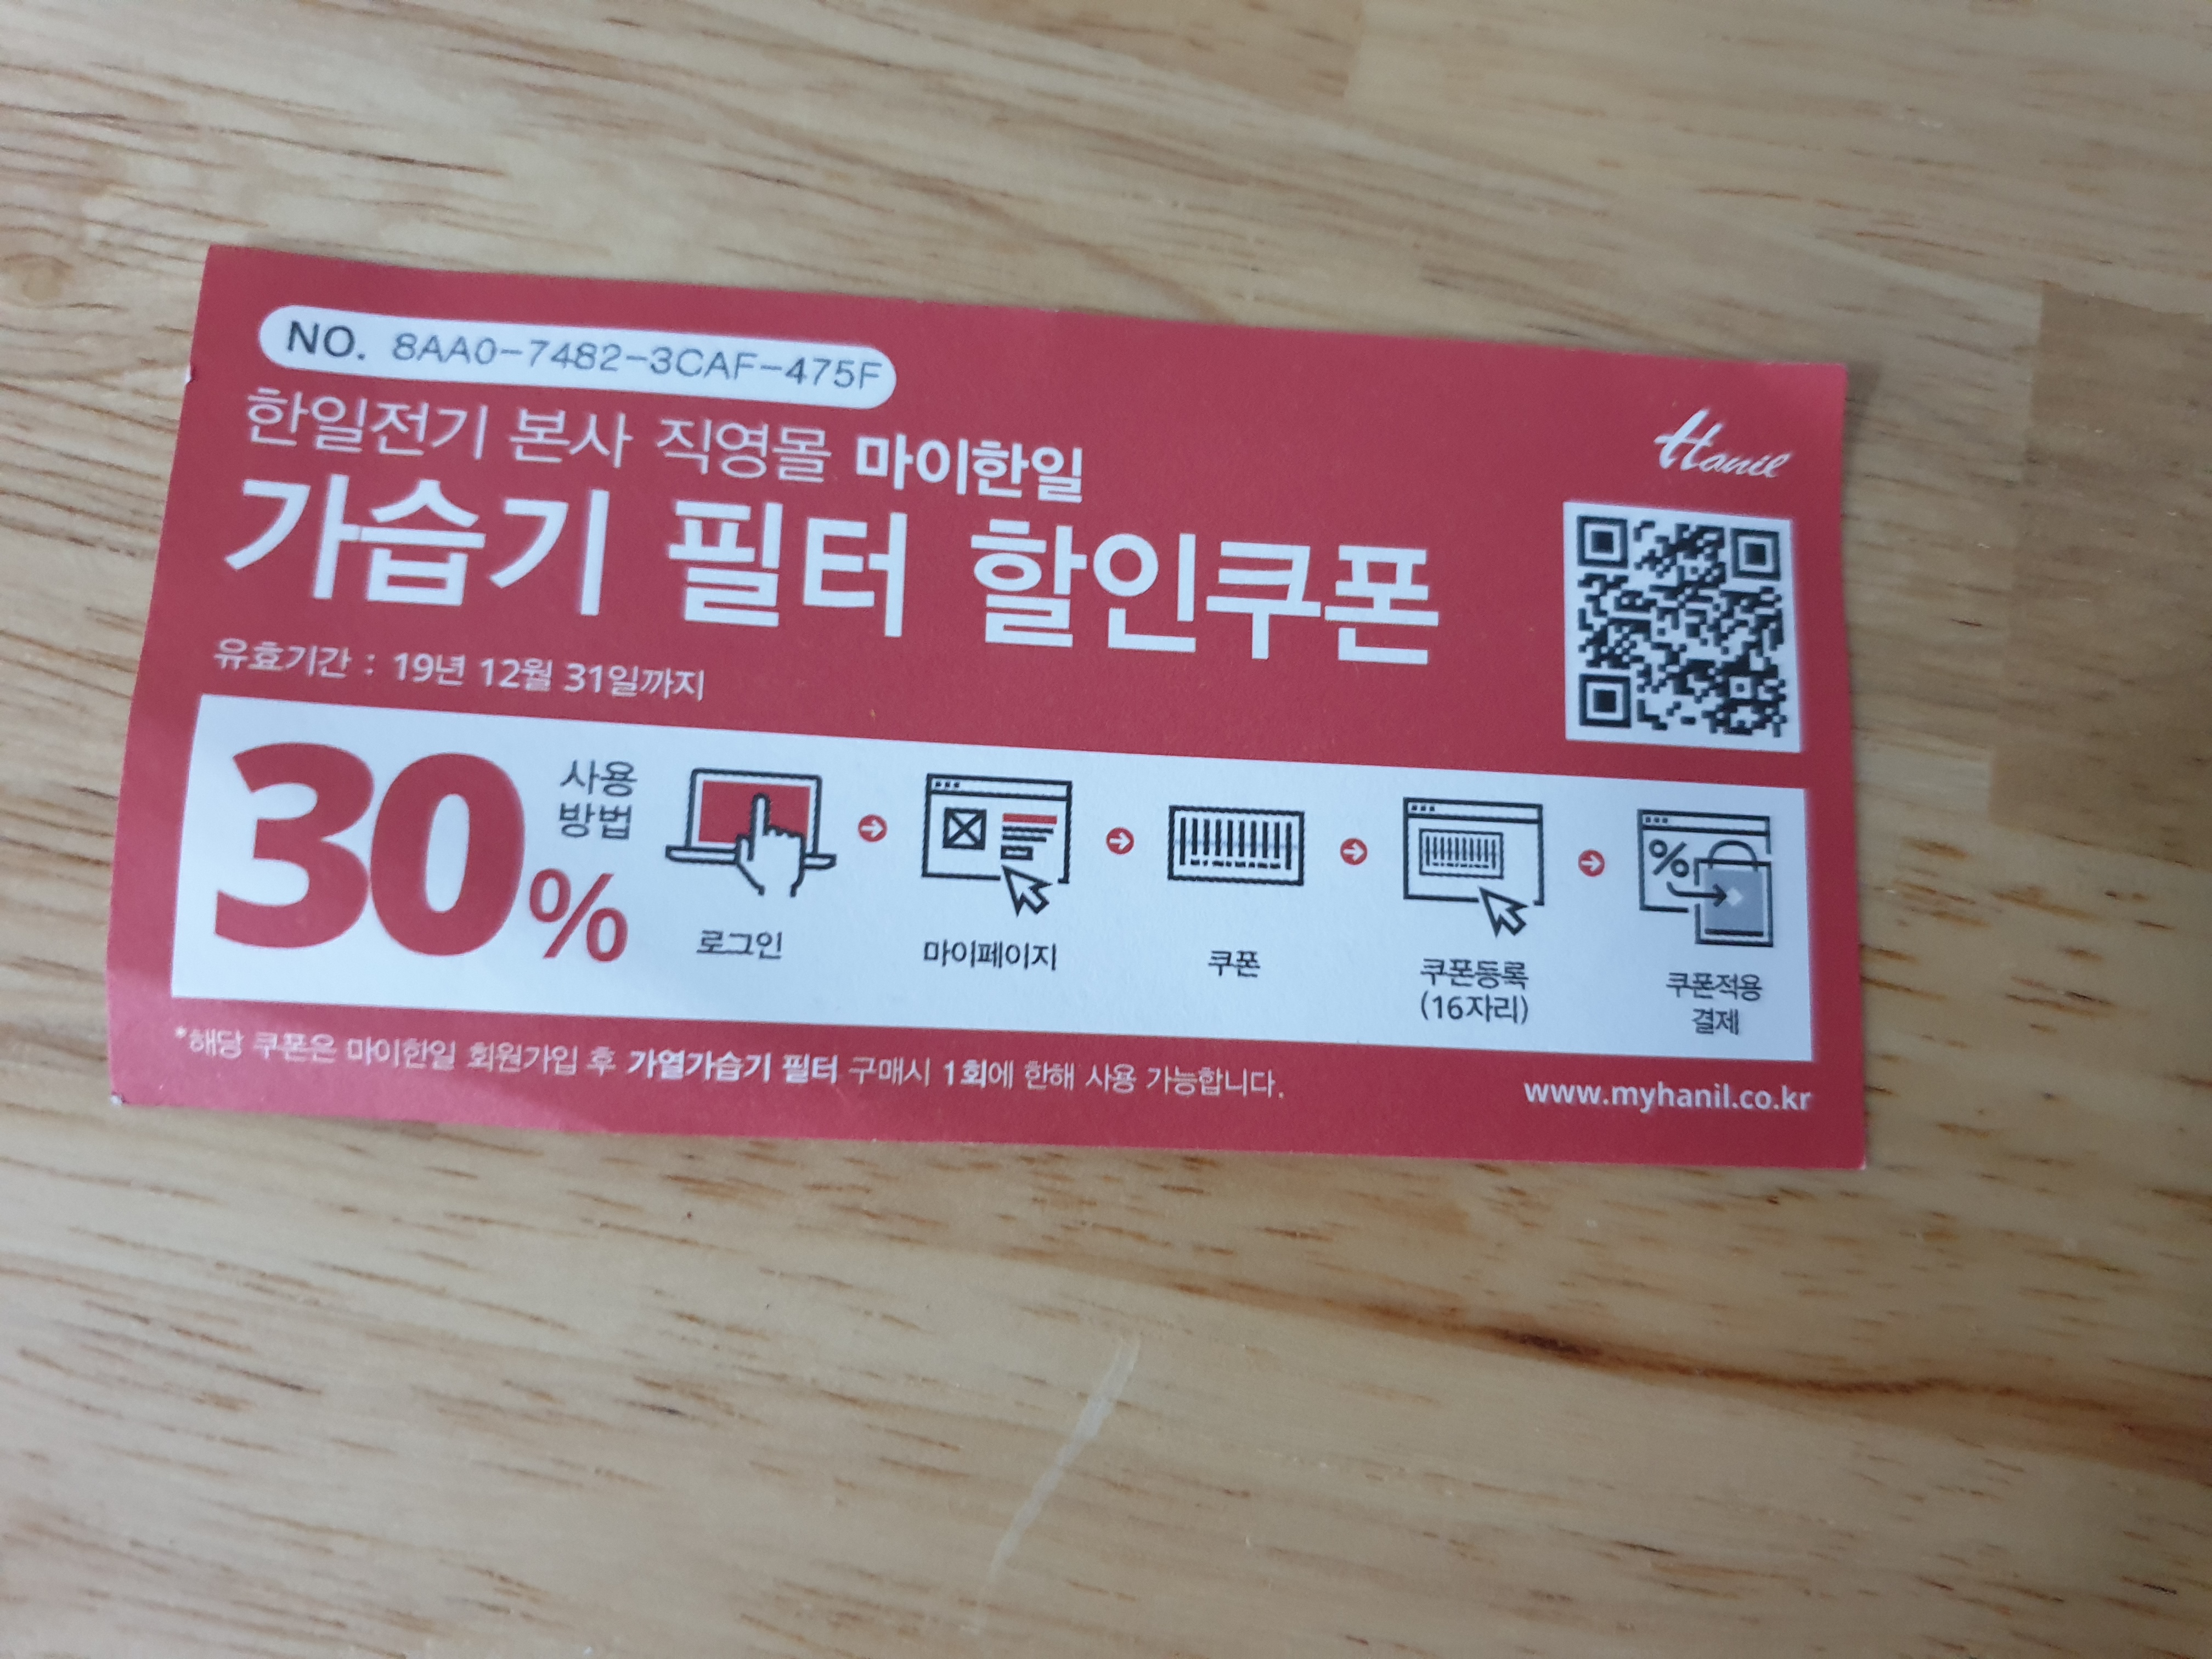 NO. 8AA0-7482-3CAF-475F
한일전기 본사 직영몰 마이한일
Hanil
가습기 필터 할인쿠폰
유효기간 : 19년 12월 31일까지
30%
사용
방법
로그인
마이페이지
쿠폰
쿠폰등록
(16자리)
%
쿠폰적용
결제
*해당 쿠폰은 마이한일 회원가입 후 가열가습기 필터 구매시 1회에 한해 사용 가능합니다.
www.myhanil.co.kr